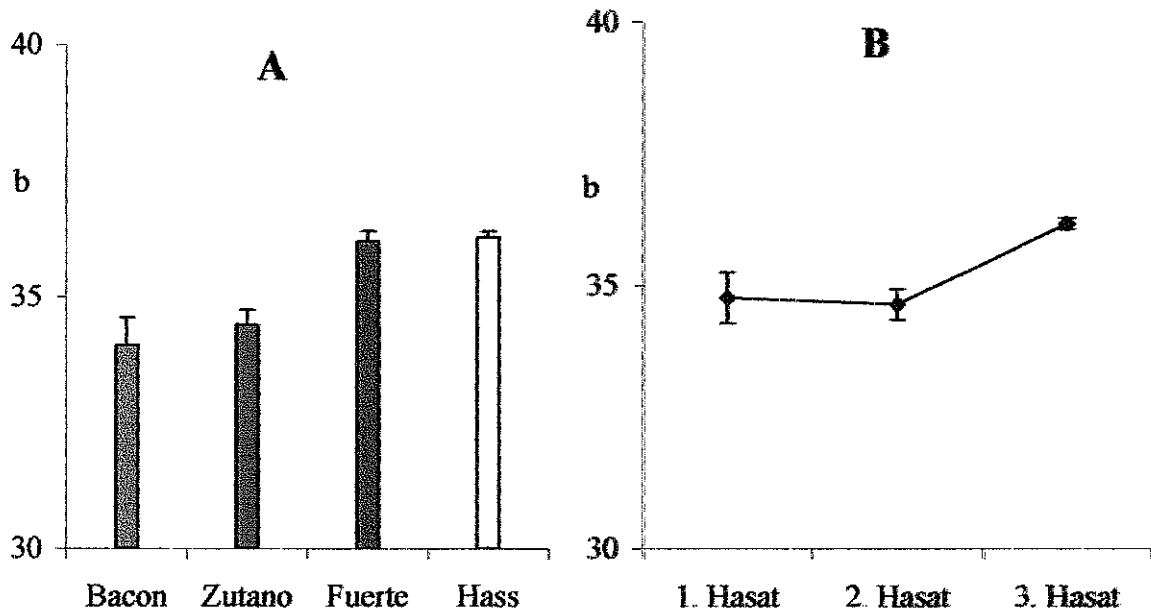 A
40
b
35
30
Bacon Zutano Fuerte Hass
B
40
b
35
30
1. Hasat 2. Hasat 3. Hasat